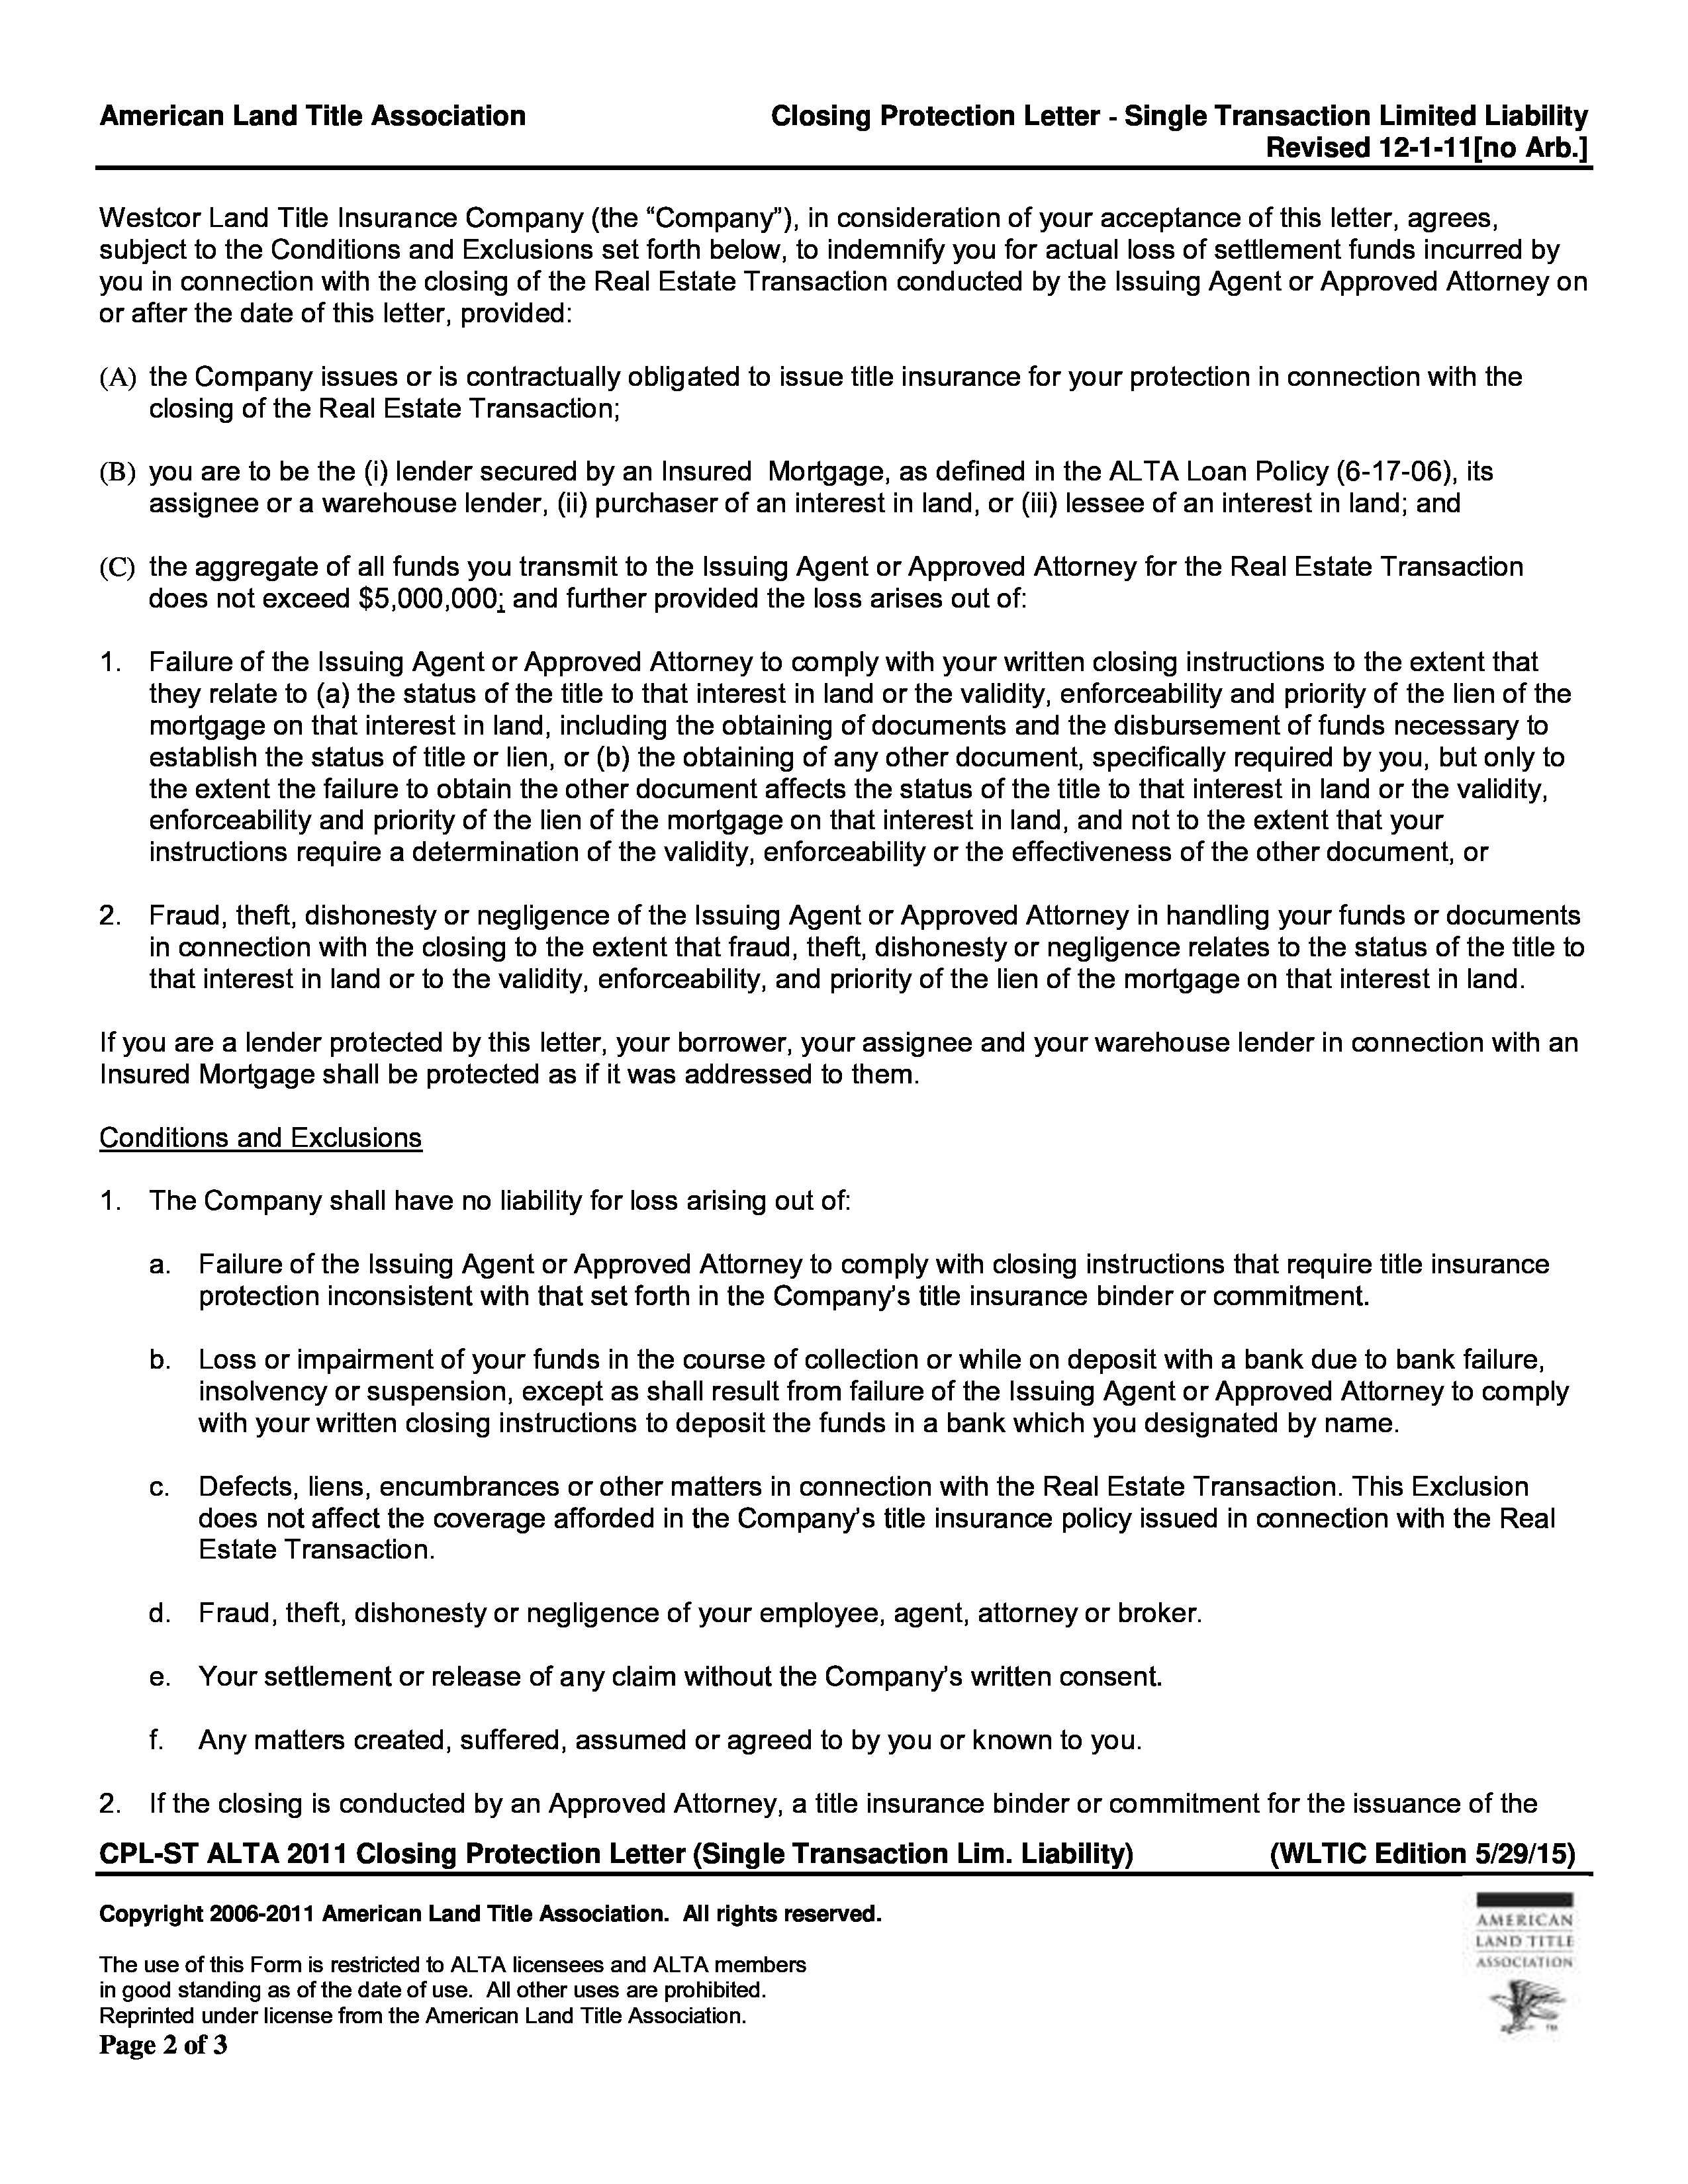 American Land Title Association Closing Protection Letter - Single Transaction Limited Liability
Revised 12-1-11[no Arb.]
Westcor Land Title Insurance Company (the “Company”), in consideration of your acceptance of this letter, agrees,
subject to the Conditions and Exclusions set forth below, to indemnify you for actual loss of settlement funds incurred by
you in connection with the closing of the Real Estate Transaction conducted by the Issuing Agent or Approved Attorney on
or after the date of this letter, provided:
(A) the Company issues or is contractually obligated to issue title insurance for your protection in connection with the
closing of the Real Estate Transaction;
(B) you are to be the (i) lender secured by an Insured Mortgage, as defined in the ALTA Loan Policy (6-17-06), its
assignee or a warehouse lender, (ii) purchaser of an interest in land, or (iii) lessee of an interest in land; and
(C) the aggregate of all funds you transmit to the Issuing Agent or Approved Attorney for the Real Estate Transaction
does not exceed $5,000,000; and further provided the loss arises out of:
1. Failure of the Issuing Agent or Approved Attorney to comply with your written closing instructions to the extent that
they relate to (a) the status of the title to that interest in land or the validity, enforceability and priority of the lien of the
mortgage on that interest in land, including the obtaining of documents and the disbursement of funds necessary to
establish the status of title or lien, or (b) the obtaining of any other document, specifically required by you, but only to
the extent the failure to obtain the other document affects the status of the title to that interest in land or the validity,
enforceability and priority of the lien of the mortgage on that interest in land, and not to the extent that your
instructions require a determination of the validity, enforceability or the effectiveness of the other document, or
2. Fraud, theft, dishonesty or negligence of the Issuing Agent or Approved Attorney in handling your funds or documents
in connection with the closing to the extent that fraud, theft, dishonesty or negligence relates to the status of the title to
that interest in land or to the validity, enforceability, and priority of the lien of the mortgage on that interest in land.
If you are a lender protected by this letter, your borrower, your assignee and your warehouse lender in connection with an
Insured Mortgage shall be protected as if it was addressed to them.
Conditions and Exclusions
1. The Company shall have no liability for loss arising out of:
a. Failure of the Issuing Agent or Approved Attorney to comply with closing instructions that require title insurance
protection inconsistent with that set forth in the Company’s title insurance binder or commitment.
b. Loss or impairment of your funds in the course of collection or while on deposit with a bank due to bank failure,
insolvency or suspension, except as shall result from failure of the Issuing Agent or Approved Attorney to comply
with your written closing instructions to deposit the funds in a bank which you designated by name.
c. Defects, liens, encumbrances or other matters in connection with the Real Estate Transaction. This Exclusion
does not affect the coverage afforded in the Company’s title insurance policy issued in connection with the Real
Estate Transaction.
d. Fraud, theft, dishonesty or negligence of your employee, agent, attorney or broker.
e. Your settlement or release of any claim without the Company’s written consent.
f. Any matters created, suffered, assumed or agreed to by you or known to you.
2. If the closing is conducted by an Approved Attorney, a title insurance binder or commitment for the issuance of the
CPL-ST ALTA 2011 Closing Protection Letter (Single Transaction Lim. Liability) (WLTIC Edition 5/29/15)
Copyright 2006-2011 American Land Title Association. All rights reserved.
The use of this Form is restricted to ALTA licensees and ALTA members
in good standing as of the date of use. All other uses are prohibited.
Reprinted under license from the American Land Title Association.
Page 2 of 3
AMERICAN
LAND TITLE
ASSOCIATION
TM